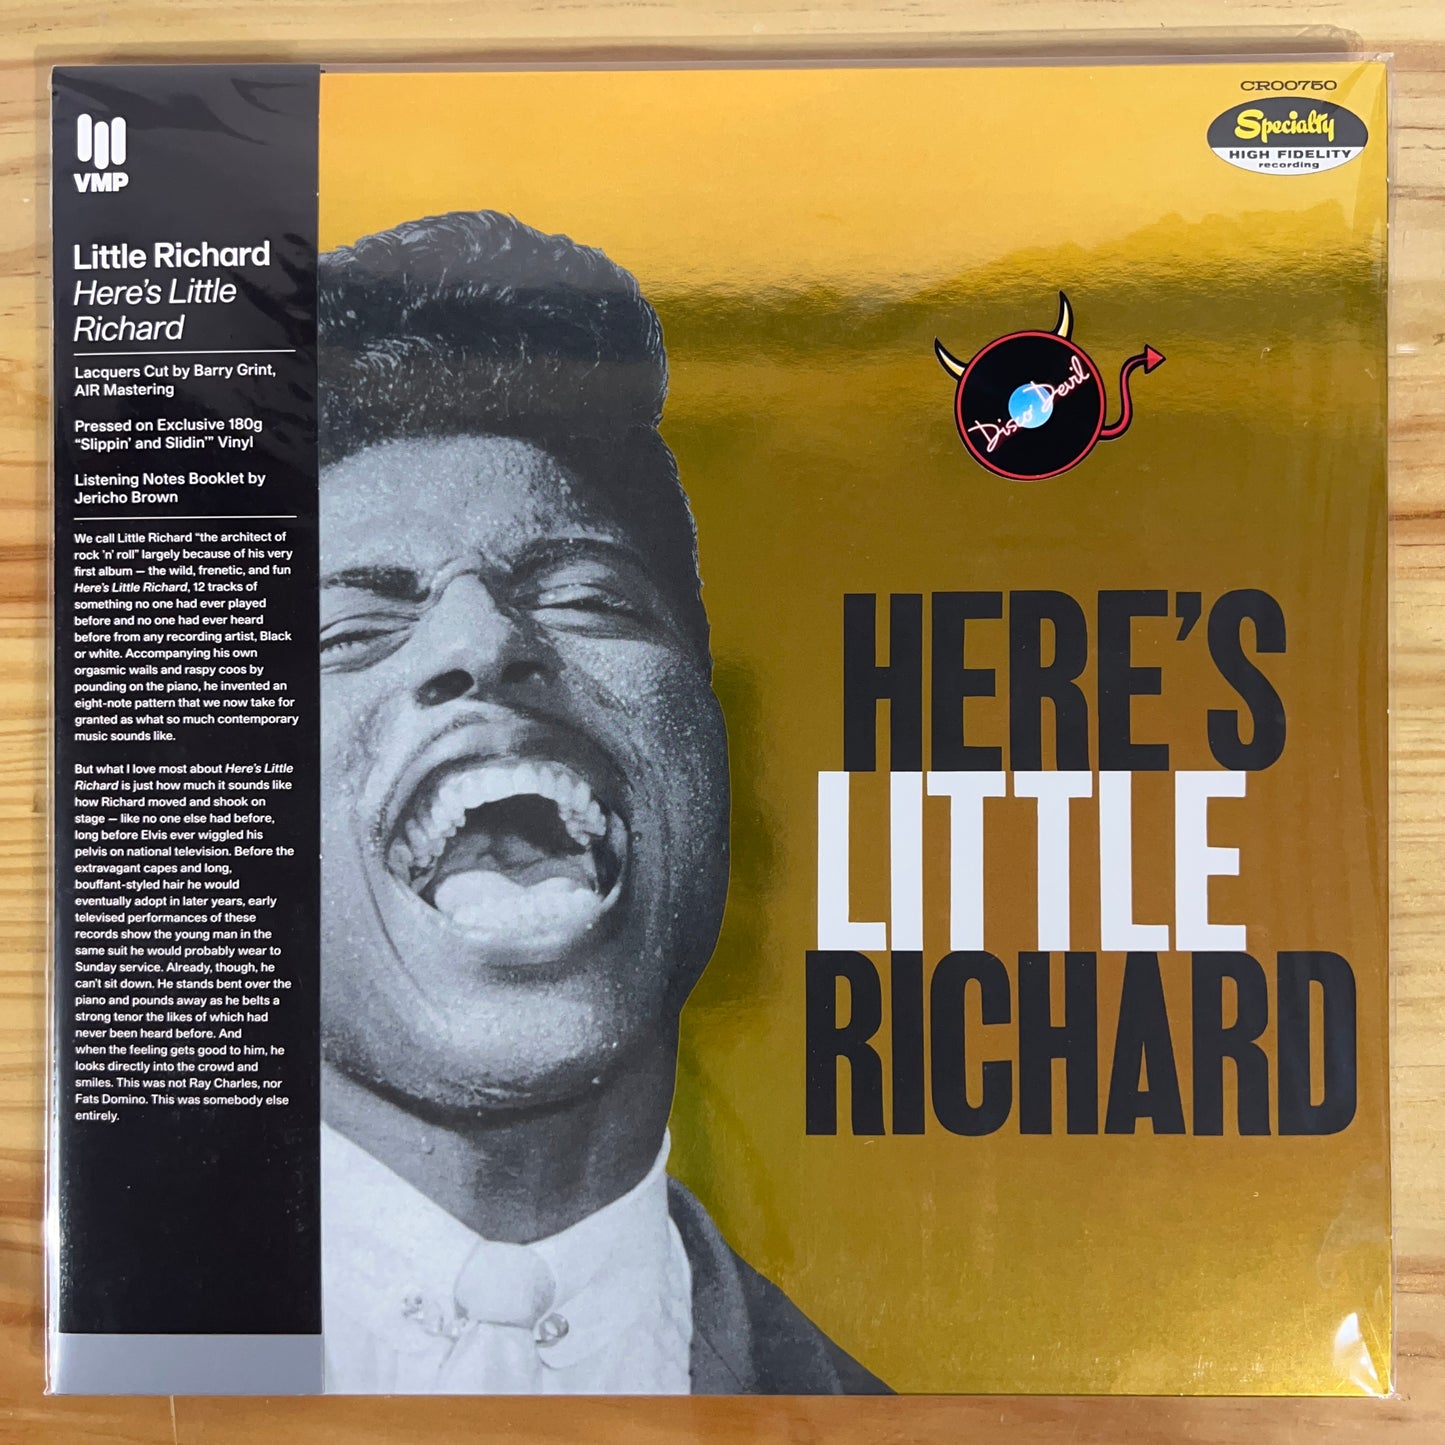 VMP
Little Richard
Here's Little
Richard
Lacquers Cut by Barry Grint,
AIR Mastering
Pressed on Exclusive 180g
“Slippin' and Slidin'” Vinyl
Listening Notes Booklet by
Jericho Brown
We call Little Richard “the architect of
rock 'n' roll” largely because of his very
first album — the wild, frenetic, and fun
Here's Little Richard, 12 tracks of
something no one had ever played
before and no one had ever heard
before from any recording artist, Black
or white. Accompanying his own
orgasmic wails and raspy coos by
pounding on the piano, he invented an
eight-note pattern that we now take for
granted as what so much contemporary
music sounds like.
But what I love most about Here's Little
Richard is just how much it sounds like
how Richard moved and shook on
stage — like no one else had before,
long before Elvis ever wiggled his
pelvis on national television. Before the
extravagant capes and long,
bouffant-styled hair he would
eventually adopt in later years, early
televised performances of these
records show the young man in the
same suit he would probably wear to
Sunday service. Already, though, he
can't sit down. He stands bent over the
piano and pounds away as he belts a
strong tenor the likes of which had
never been heard before. And
when the feeling gets good to him, he
looks directly into the crowd and
smiles. This was not Ray Charles, nor
Fats Domino. This was somebody else
entirely.
CR00750
Specialty
HIGH FIDELITY
recording
Disco Devil
HERE'S
LITTLE
RICHARD